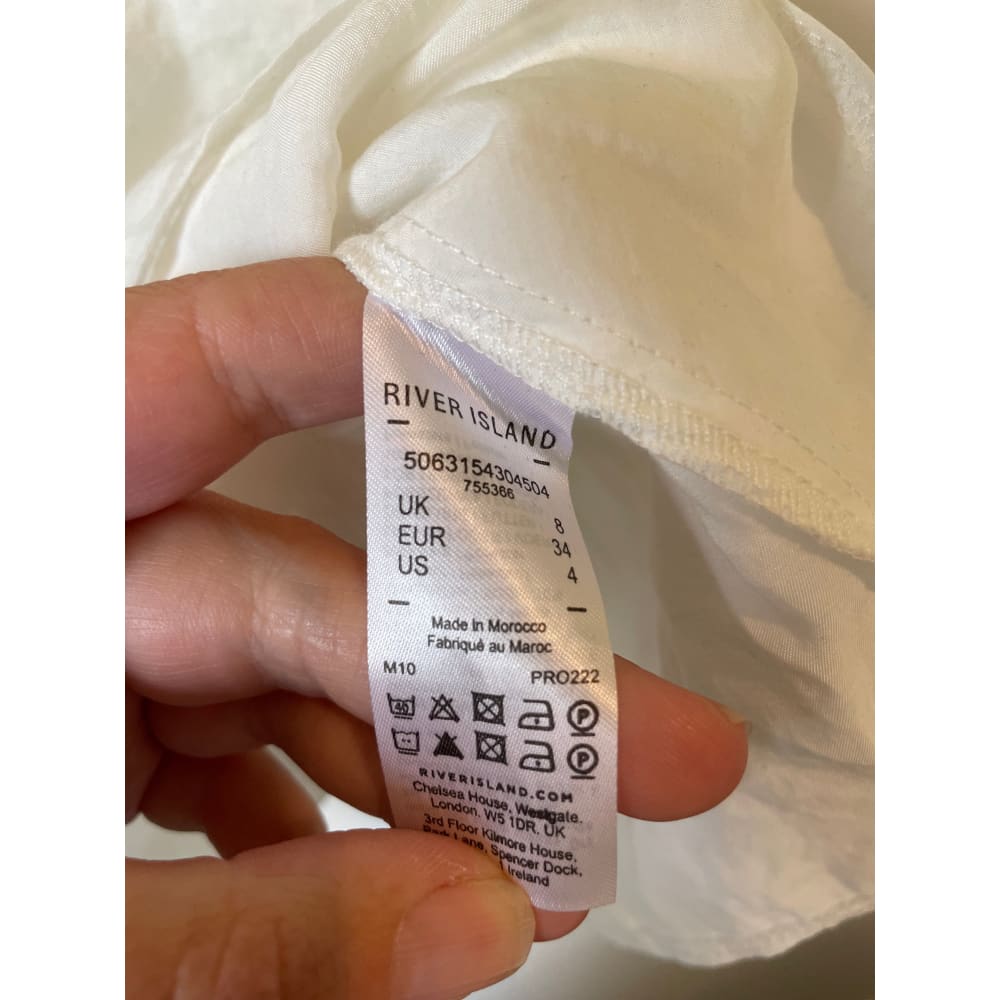 RIVER ISLAND
5063154304504
755366
UK 8
EUR 34
US 4
Made in Morocco
Fabriqué au Maroc
M10 PRO222
40 P
P
RIVERISLAND.COM
Chelsea House, Westgate,
London. W5 1DR. UK
3rd Floor Kilmore House,
Park Lane, Spencer Dock,
Ireland